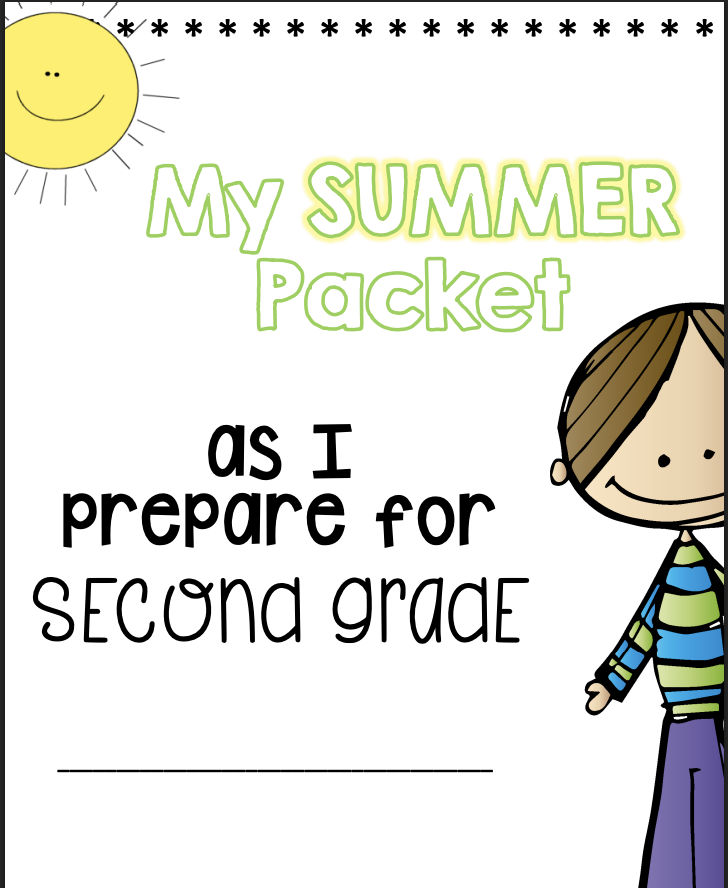 * * * * * * * * * * * * * * * * * *
My SUMMER
Packet
as I
prepare for
second grade